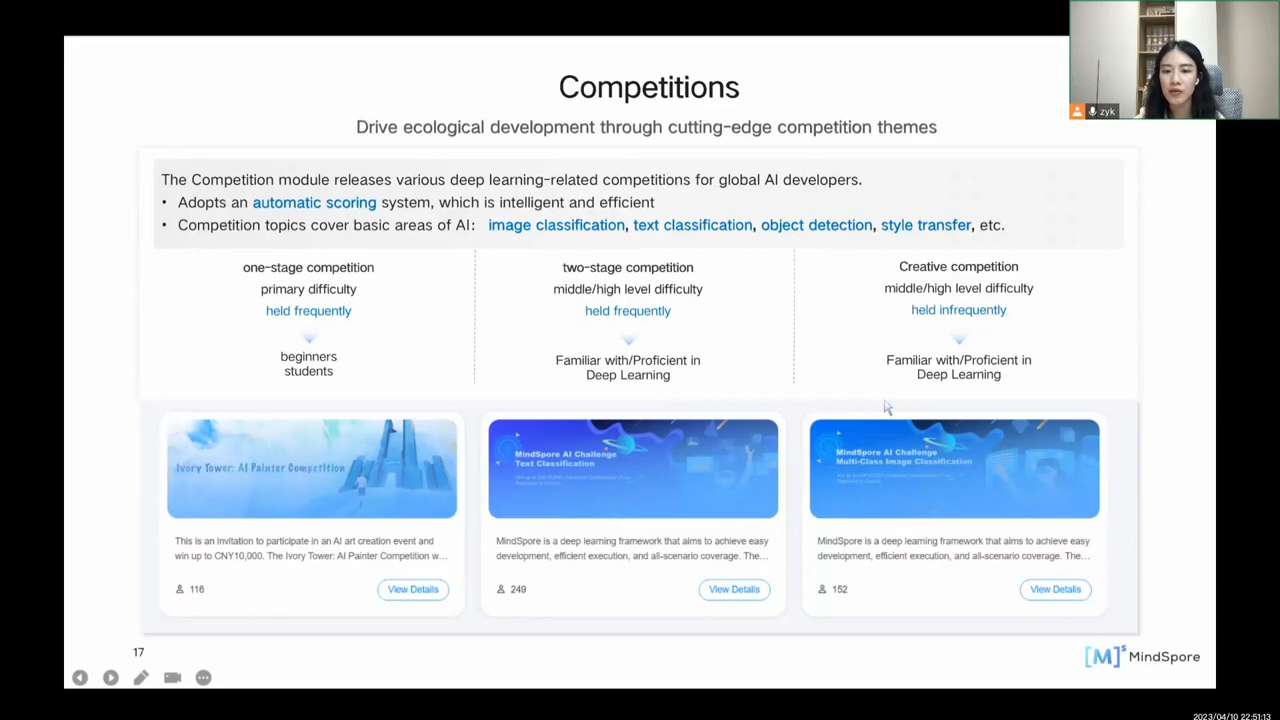 Competitions
Drive ecological development through cutting-edge competition themes
zyk
The Competition module releases various deep learning-related competitions for global AI developers.
• Adopts an automatic scoring system, which is intelligent and efficient
• Competition topics cover basic areas of AI: image classification, text classification, object detection, style transfer, etc.
one-stage competition
primary difficulty
held frequently
beginners
students
two-stage competition
middle/high level difficulty
held frequently
Familiar with/Proficient in
Deep Learning
Creative competition
middle/high level difficulty
held infrequently
Familiar with/Proficient in
Deep Learning
Ivory Tower: AI Painter Competition
This is an invitation to participate in an AI art creation event and
win up to CNY10,000. The Ivory Tower: AI Painter Competition w...
116
View Details
MindSpore AI Challenge
Text Classification
MindSpore is a deep learning framework that aims to achieve easy
development, efficient execution, and all-scenario coverage. The...
249
View Details
MindSpore AI Challenge
Multi-Class Image Classification
MindSpore is a deep learning framework that aims to achieve easy
development, efficient execution, and all-scenario coverage. The...
152
View Details
17
[M]s MindSpore
2023/04/10 22:51:13